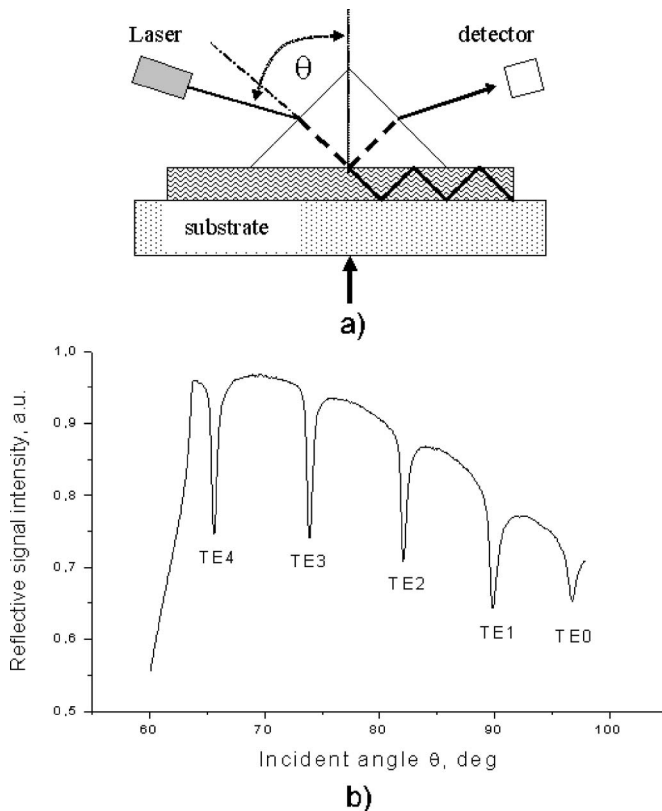 Laser
detector
θ
substrate
a)
Reflective signal intensity, a.u.
1,0
0,9
0,8
0,7
0,6
0,5
TE4
TE3
TE2
TE1
TE0
60
70
80
90
100
Incident angle θ, deg
b)